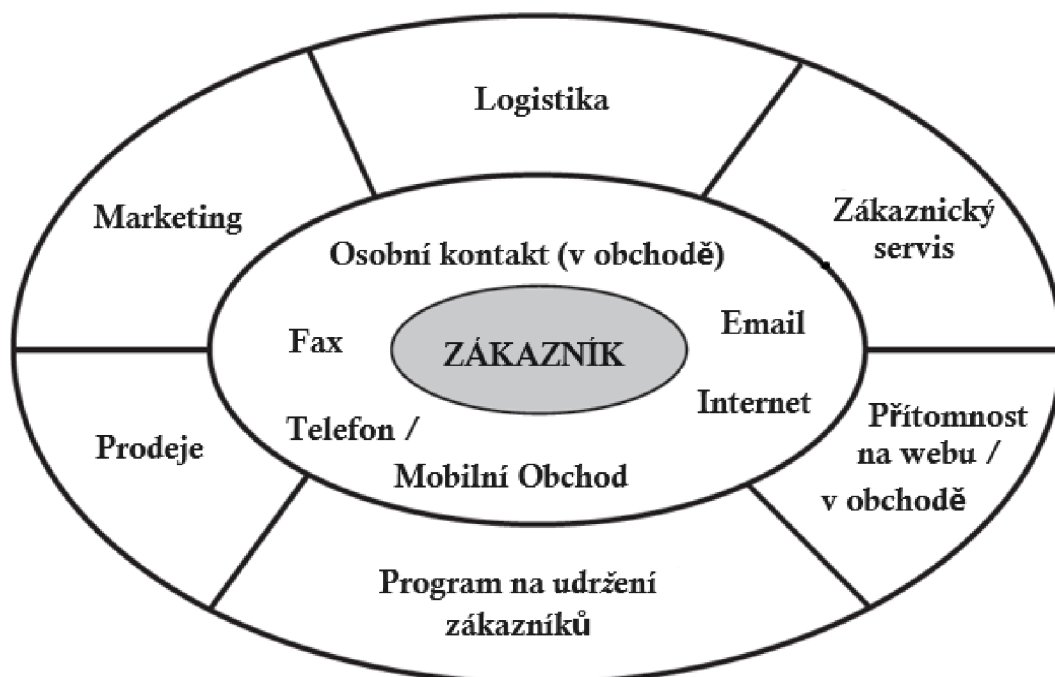 Logistika
Marketing
Zákaznický
servis
Osobní kontakt (v obchodě)
Fax
ZÁKAZNÍK
Email
Internet
Telefon /
Mobilní Obchod
Prodeje
Přítomnost
na webu /
v obchodě
Program na udržení
zákazníků